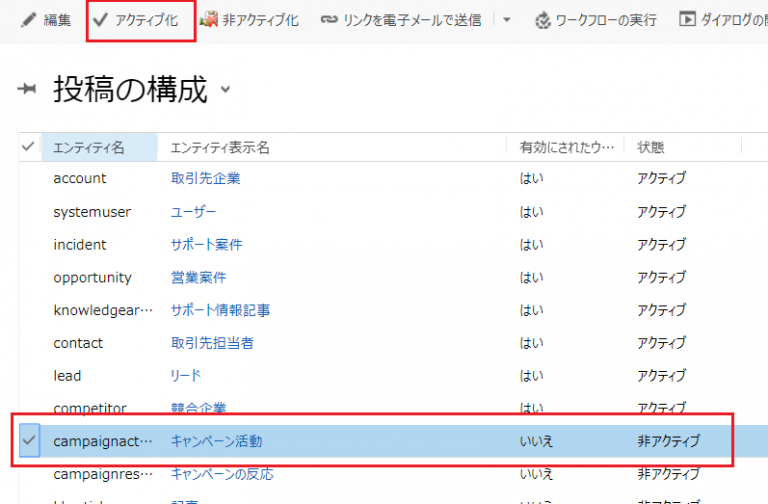 編集 アクティブ化 非アクティブ化 リンクを電子メールで送信 ワークフローの実行 ダイアログの
投稿の構成
エンティティ名 エンティティ表示名 有効にされたウ… 状態
account 取引先企業 はい アクティブ
systemuser ユーザー はい アクティブ
incident サポート案件 はい アクティブ
opportunity 営業案件 はい アクティブ
knowledgear… サポート情報記事 はい アクティブ
contact 取引先担当者 はい アクティブ
lead リード はい アクティブ
competitor 競合企業 はい アクティブ
campaignact… キャンペーン活動 いいえ 非アクティブ
campaignres… キャンペーンの反応 いいえ 非アクティブ